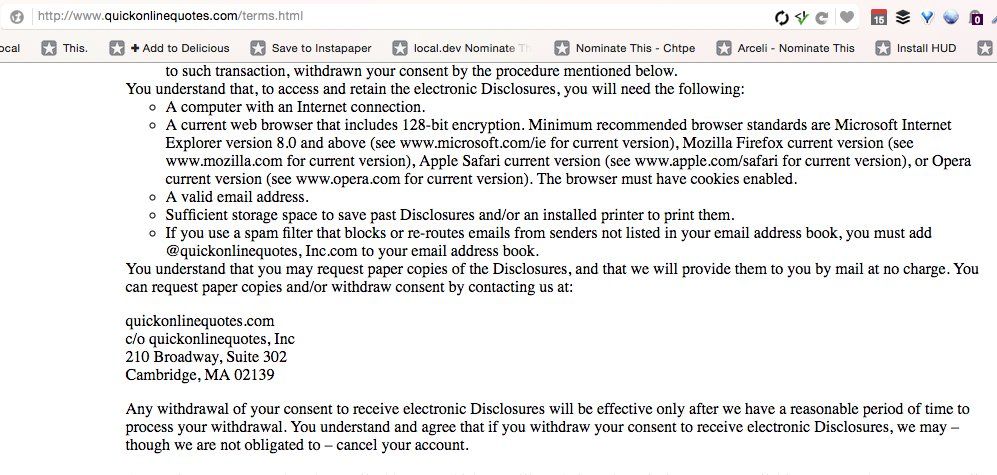 http://www.quickonlinequotes.com/terms.html
15
0
ocal
This.
+ Add to Delicious
Save to Instapaper
local.dev Nominate Th
Nominate This - Chtpe
Arceli - Nominate This
Install HUD
to such transaction, withdrawn your consent by the procedure mentioned below.
You understand that, to access and retain the electronic Disclosures, you will need the following:
A computer with an Internet connection.
A current web browser that includes 128-bit encryption. Minimum recommended browser standards are Microsoft Internet
Explorer version 8.0 and above (see www.microsoft.com/ie for current version), Mozilla Firefox current version (see
www.mozilla.com for current version), Apple Safari current version (see www.apple.com/safari for current version), or Opera
current version (see www.opera.com for current version). The browser must have cookies enabled.
A valid email address.
Sufficient storage space to save past Disclosures and/or an installed printer to print them.
If you use a spam filter that blocks or re-routes emails from senders not listed in your email address book, you must add
@quickonlinequotes, Inc.com to your email address book.
You understand that you may request paper copies of the Disclosures, and that we will provide them to you by mail at no charge. You
can request paper copies and/or withdraw consent by contacting us at:
quickonlinequotes.com
c/o quickonlinequotes, Inc
210 Broadway, Suite 302
Cambridge, MA 02139
Any withdrawal of your consent to receive electronic Disclosures will be effective only after we have a reasonable period of time to
process your withdrawal. You understand and agree that if you withdraw your consent to receive electronic Disclosures, we may –
though we are not obligated to – cancel your account.